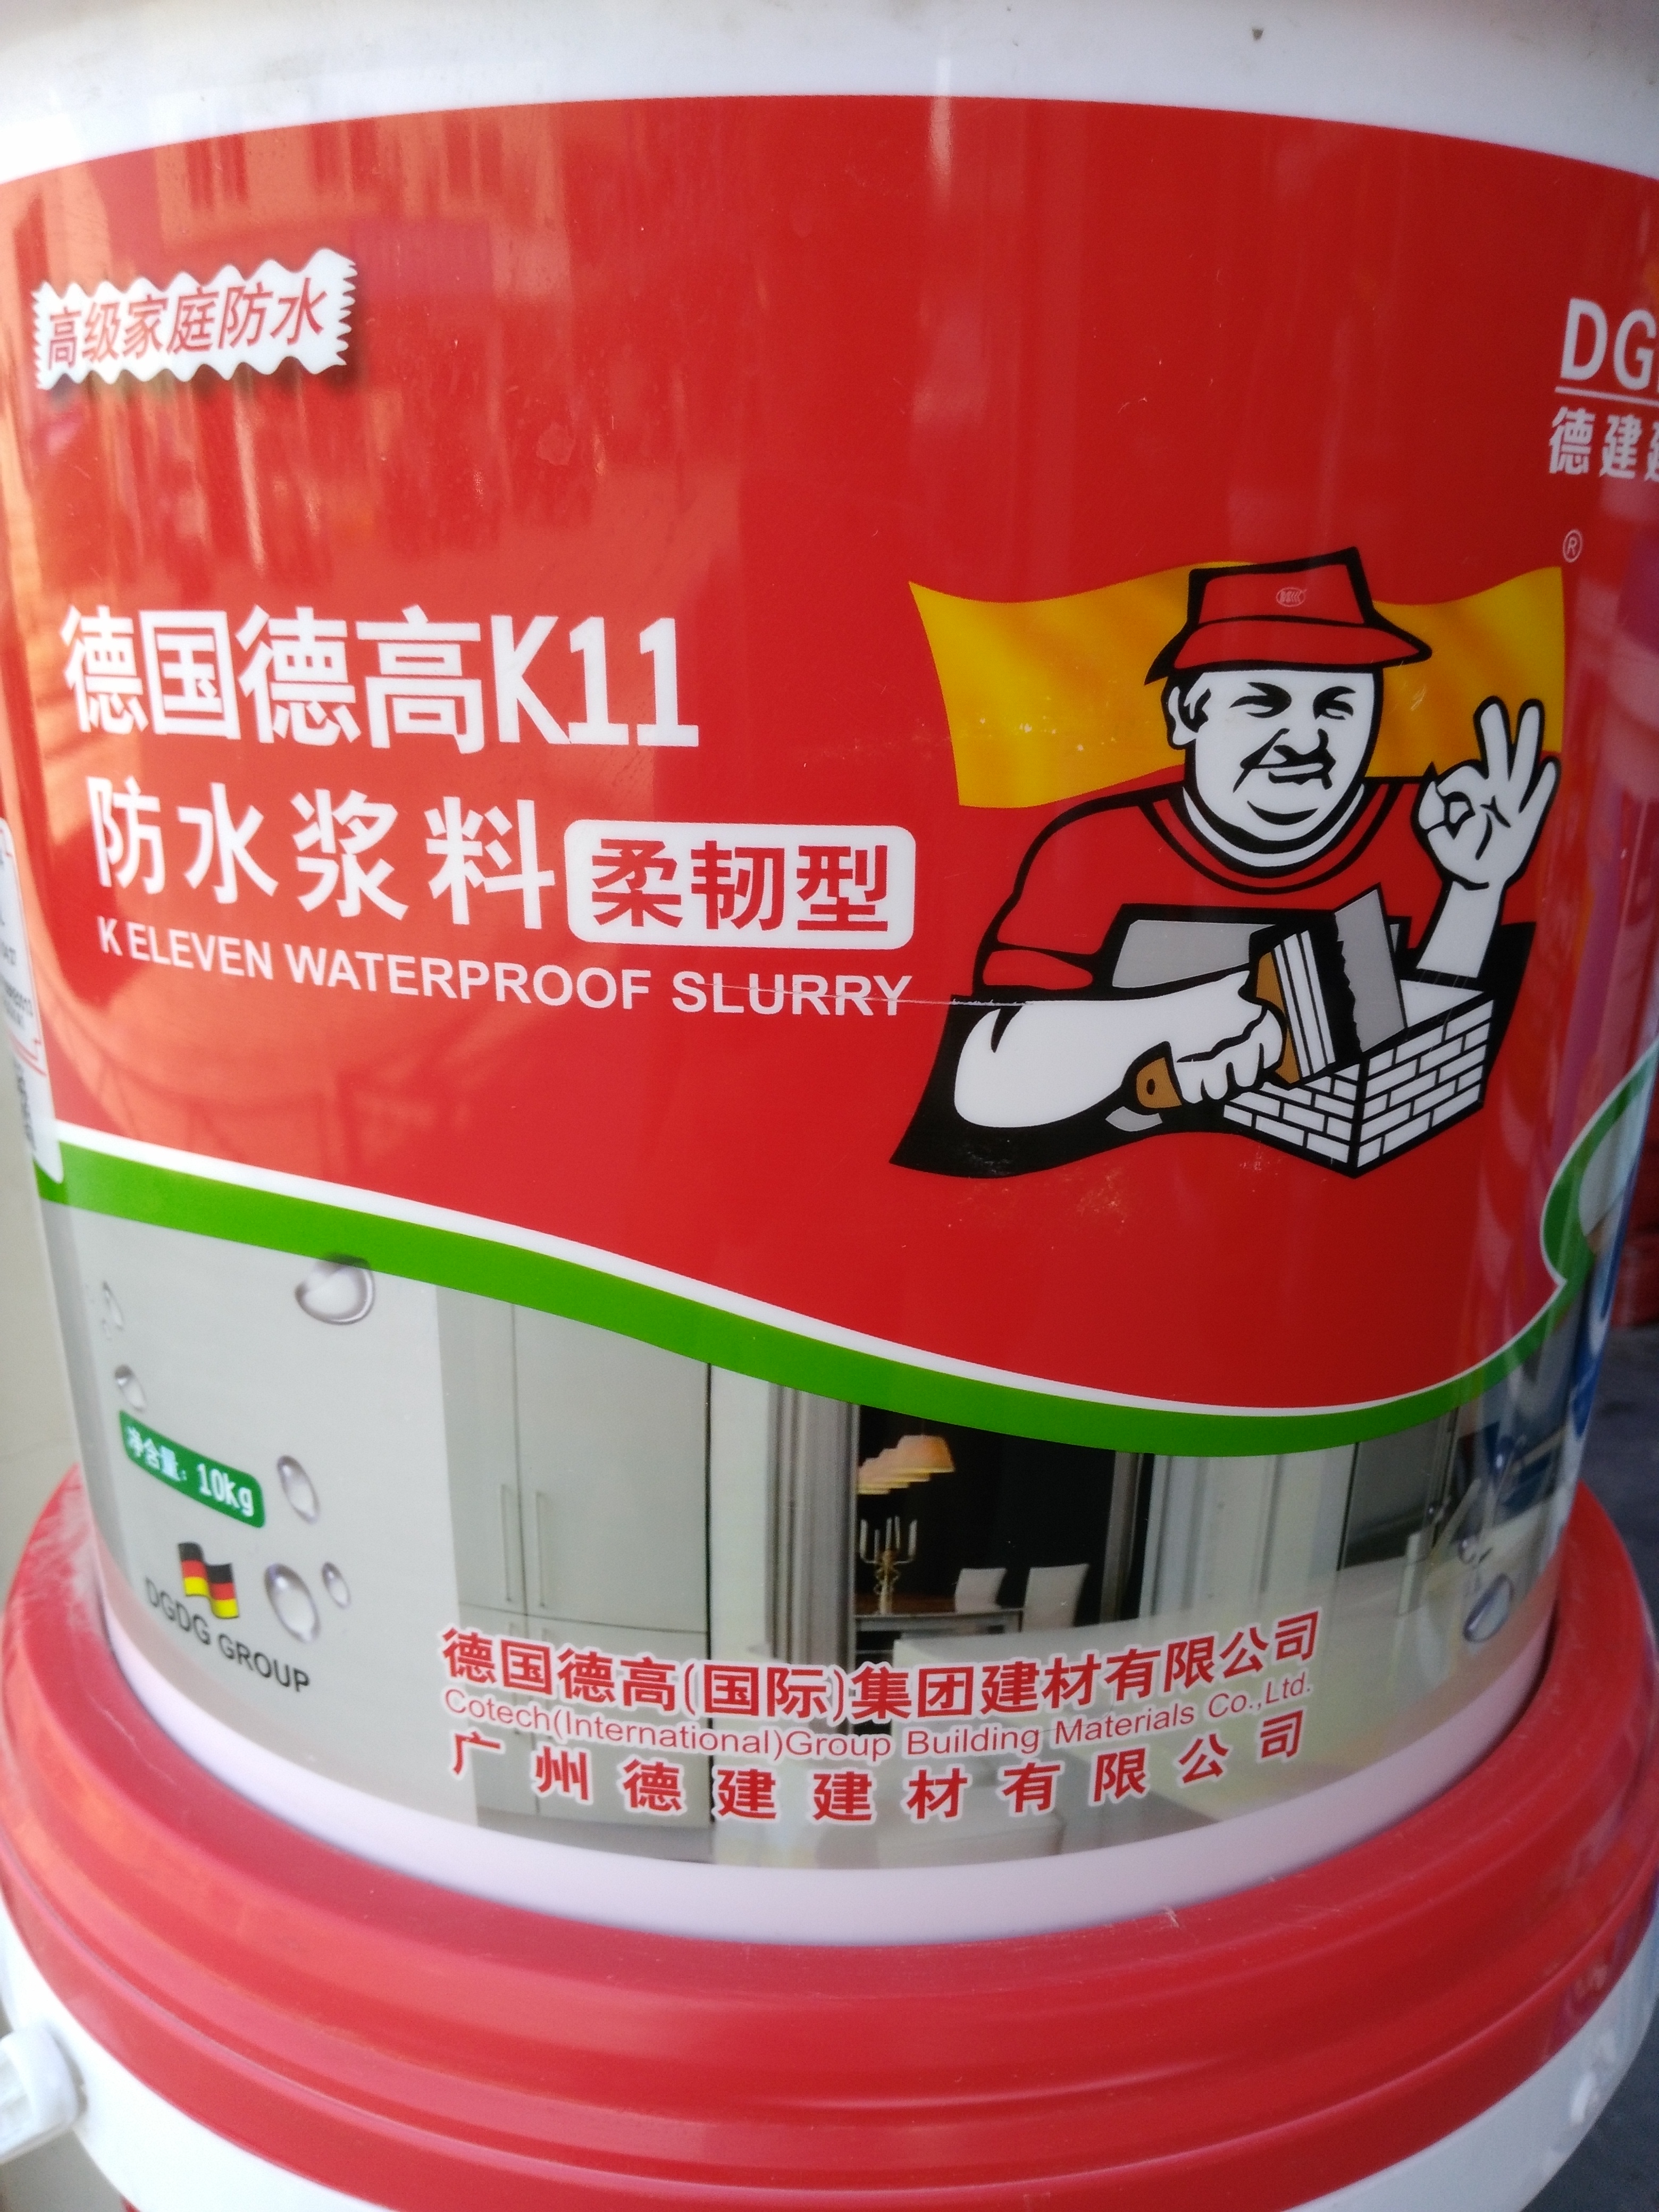 高级家庭防水
DG
德建
®
德国德高K11
防水浆料 柔韧型
K ELEVEN WATERPROOF SLURRY
净含量：10kg
DGDG GROUP
德国德高(国际)集团建材有限公司
Cotech(International)Group Building Materials Co.,Ltd.
广州德建建材有限公司